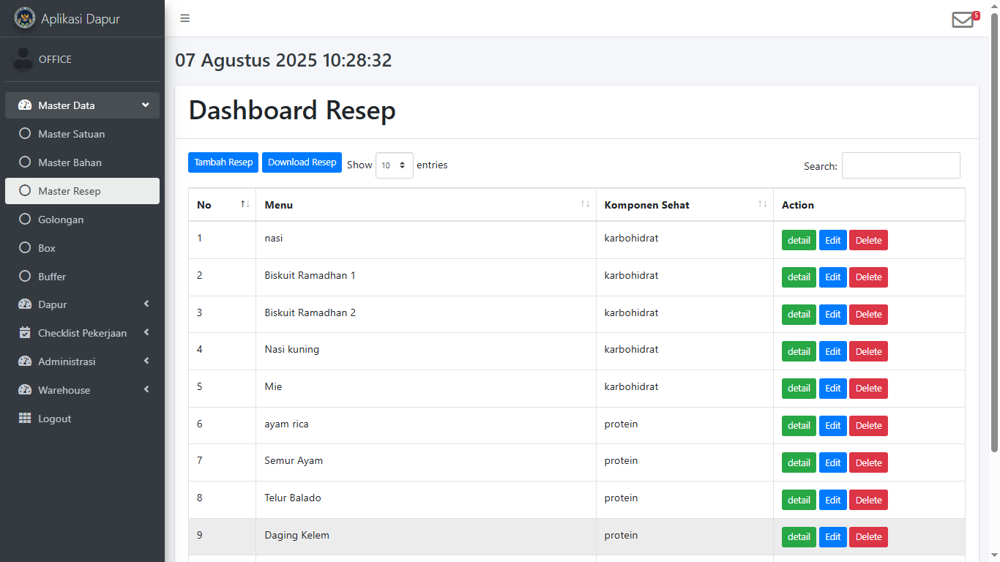 Aplikasi Dapur
5
OFFICE
07 Agustus 2025 10:28:32
Master Data
Master Satuan
Master Bahan
Master Resep
Golongan
Box
Buffer
Dapur
Checklist Pekerjaan
Administrasi
Warehouse
Logout
Dashboard Resep
Tambah Resep Download Resep Show 10 entries Search:
No Menu Komponen Sehat Action
1 nasi karbohidrat detail Edit Delete
2 Biskuit Ramadhan 1 karbohidrat detail Edit Delete
3 Biskuit Ramadhan 2 karbohidrat detail Edit Delete
4 Nasi kuning karbohidrat detail Edit Delete
5 Mie karbohidrat detail Edit Delete
6 ayam rica protein detail Edit Delete
7 Semur Ayam protein detail Edit Delete
8 Telur Balado protein detail Edit Delete
9 Daging Kelem protein detail Edit Delete